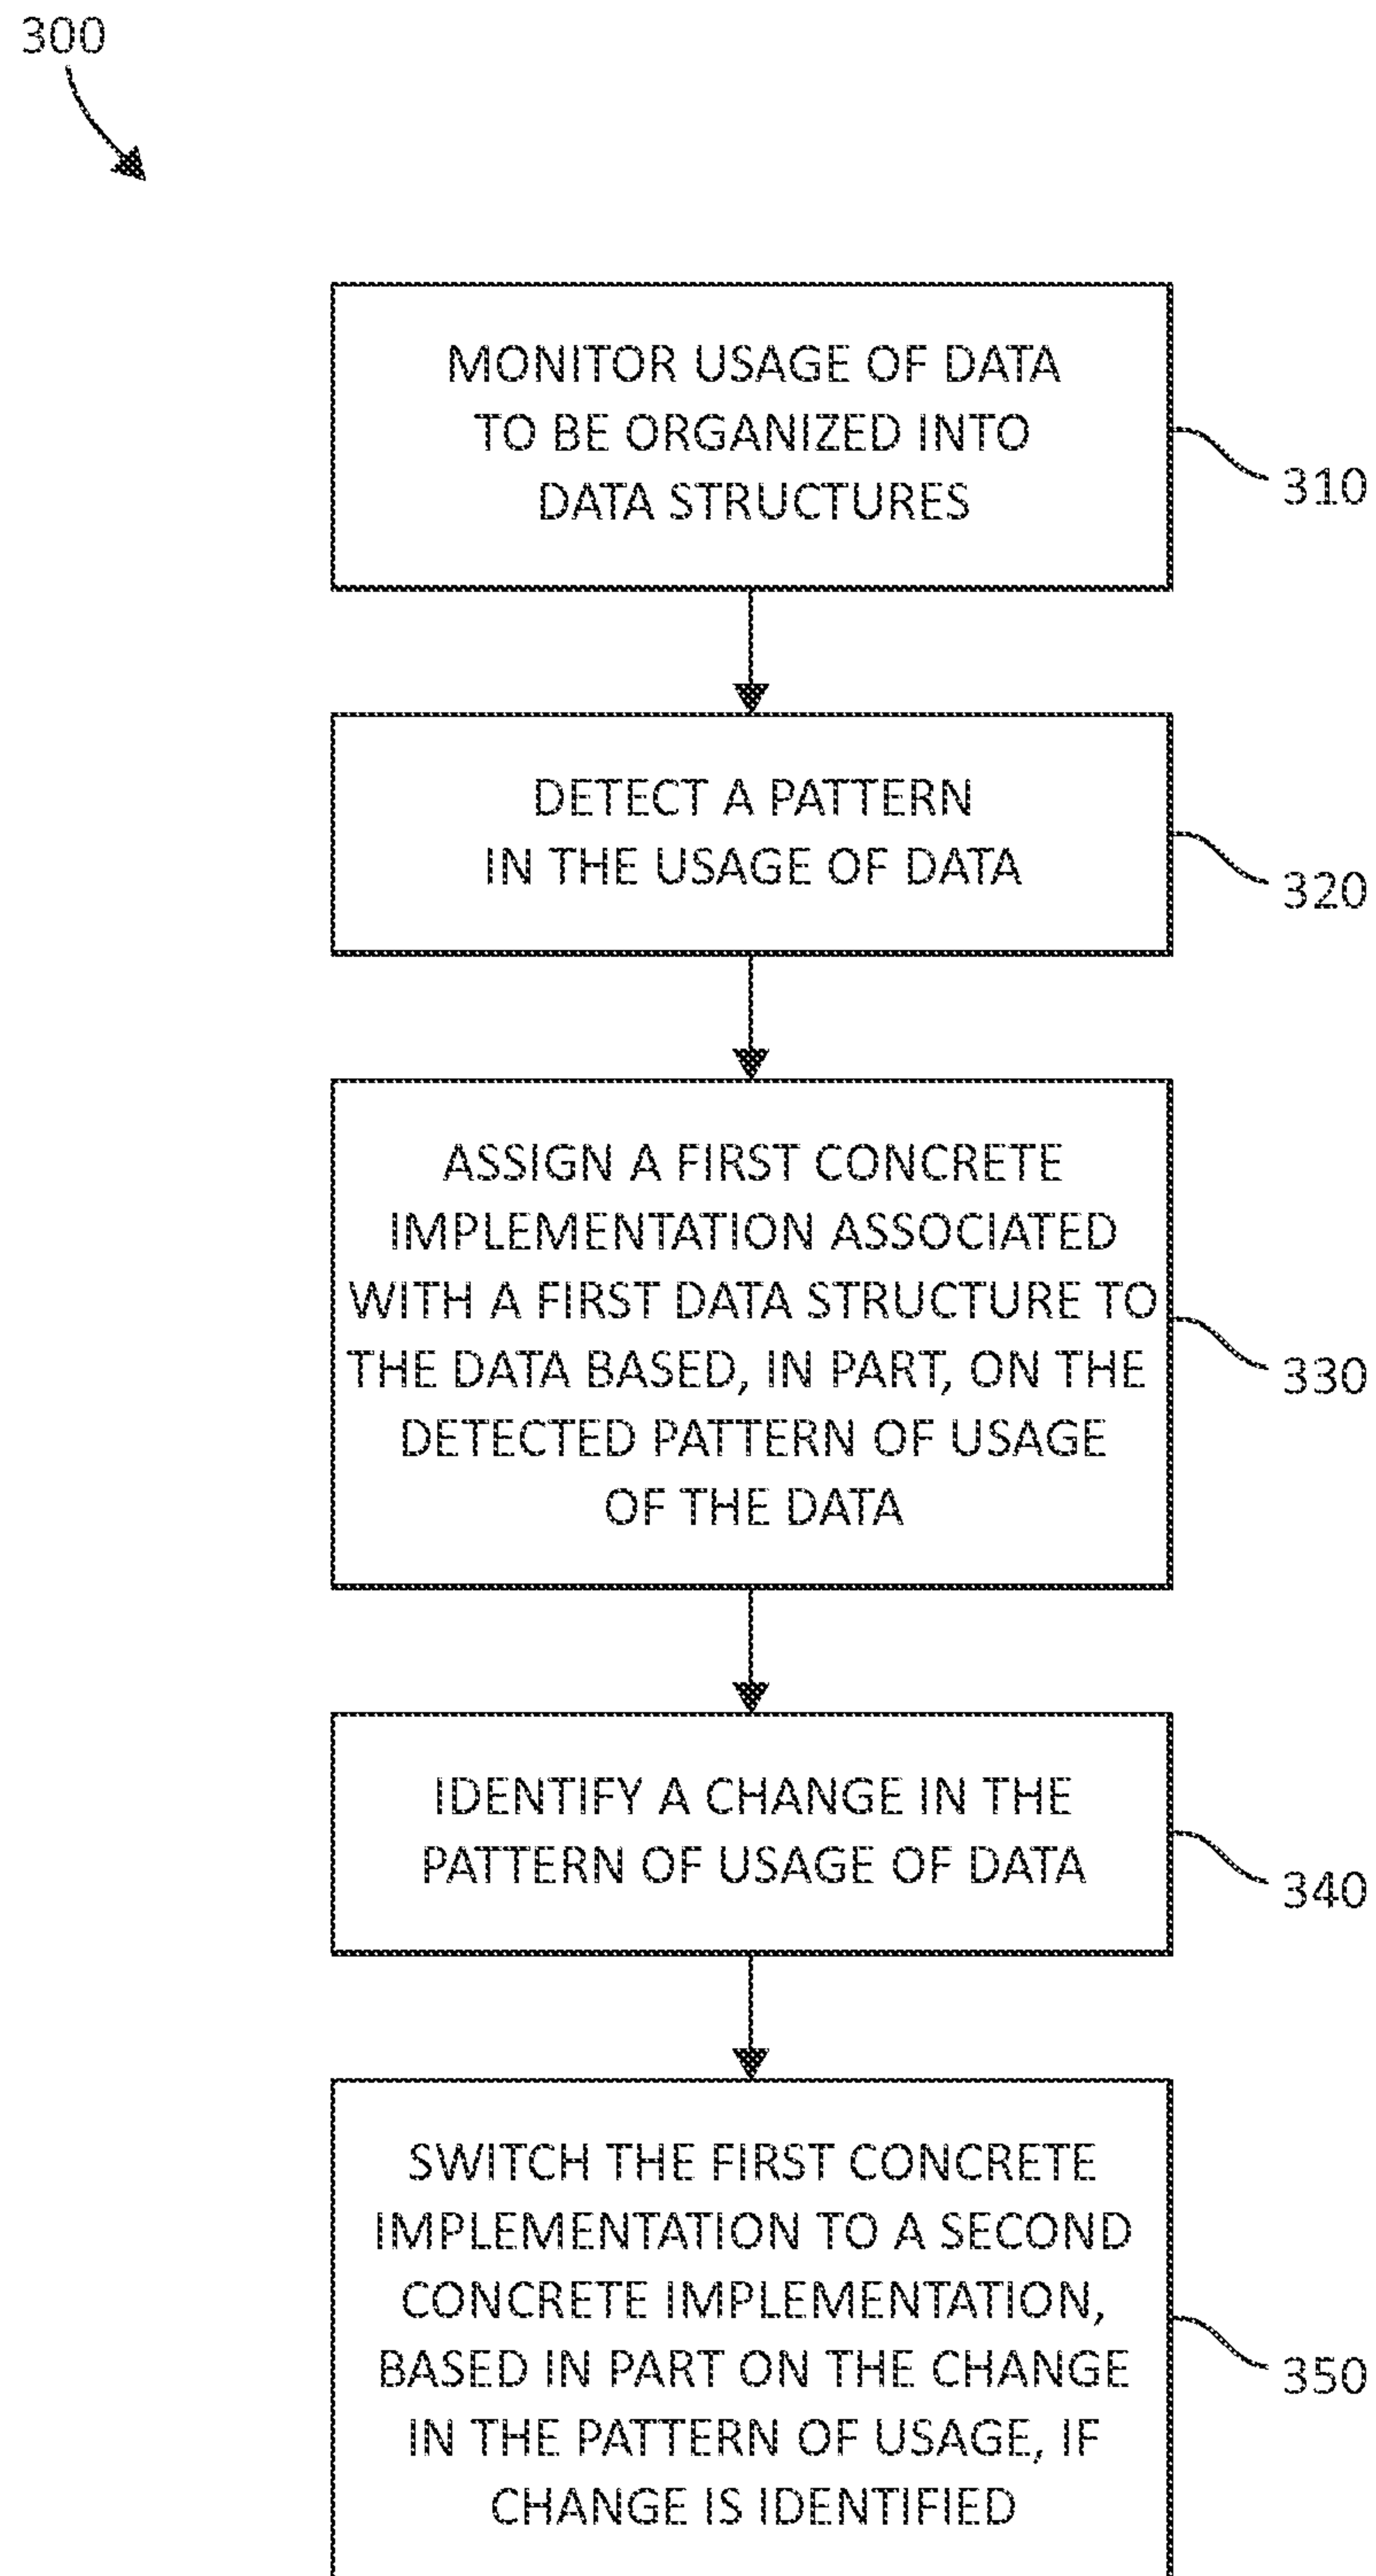 300
MONITOR USAGE OF DATA
TO BE ORGANIZED INTO
DATA STRUCTURES
310
DETECT A PATTERN
IN THE USAGE OF DATA
320
ASSIGN A FIRST CONCRETE
IMPLEMENTATION ASSOCIATED
WITH A FIRST DATA STRUCTURE TO
THE DATA BASED, IN PART, ON THE
DETECTED PATTERN OF USAGE
OF THE DATA
330
IDENTIFY A CHANGE IN THE
PATTERN OF USAGE OF DATA
340
SWITCH THE FIRST CONCRETE
IMPLEMENTATION TO A SECOND
CONCRETE IMPLEMENTATION,
BASED IN PART ON THE CHANGE
IN THE PATTERN OF USAGE, IF
CHANGE IS IDENTIFIED
350